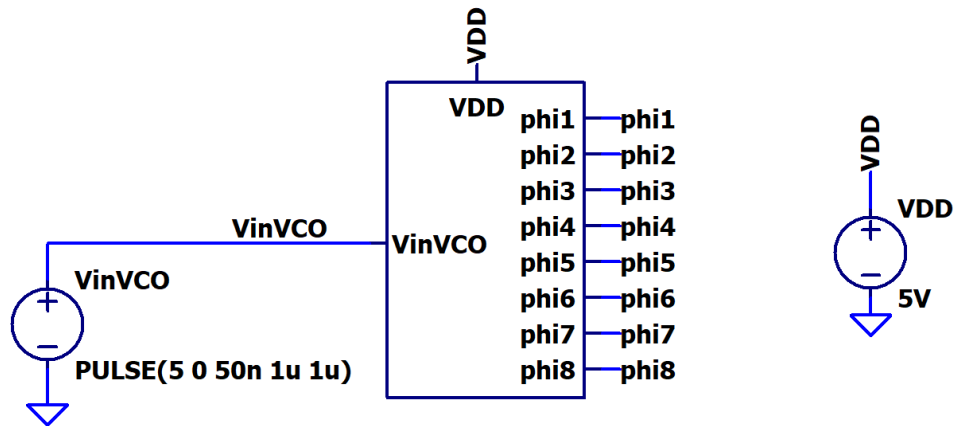 VDD
VDD
phi1 phi1
phi2 phi2
phi3 phi3
phi4 phi4
phi5 phi5
phi6 phi6
phi7 phi7
phi8 phi8
VinVCO
VinVCO
VinVCO
PULSE(5 0 50n 1u 1u)
VDD
VDD
5V